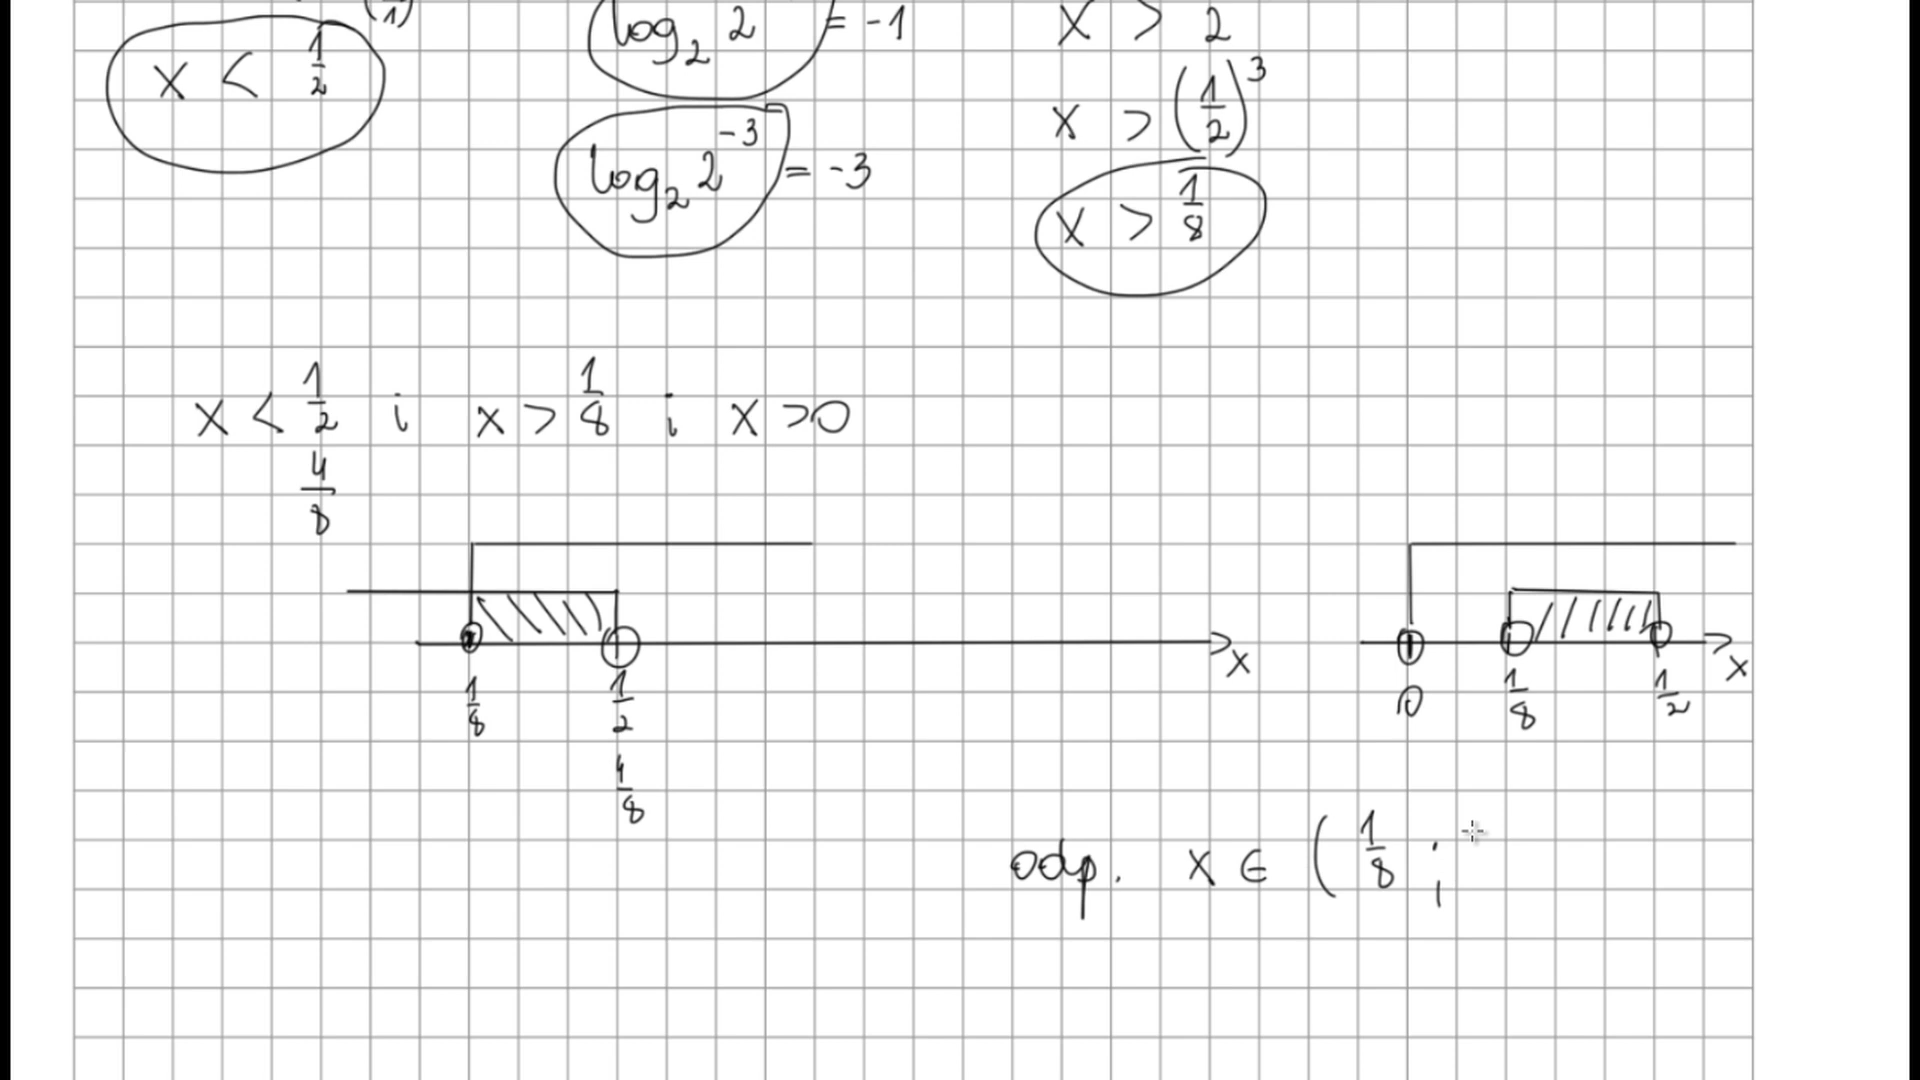 x < 1/2
log₂ 2 = -1
log₂ 2⁻³ = -3
x > 2
x > (1/2)³
x > 1/8
x < 1/2 i x > 1/8 i x > 0
4/8
x
1/8 1/2
4/8
x
0 1/8 1/2
odp. x ∈ (1/8 ;